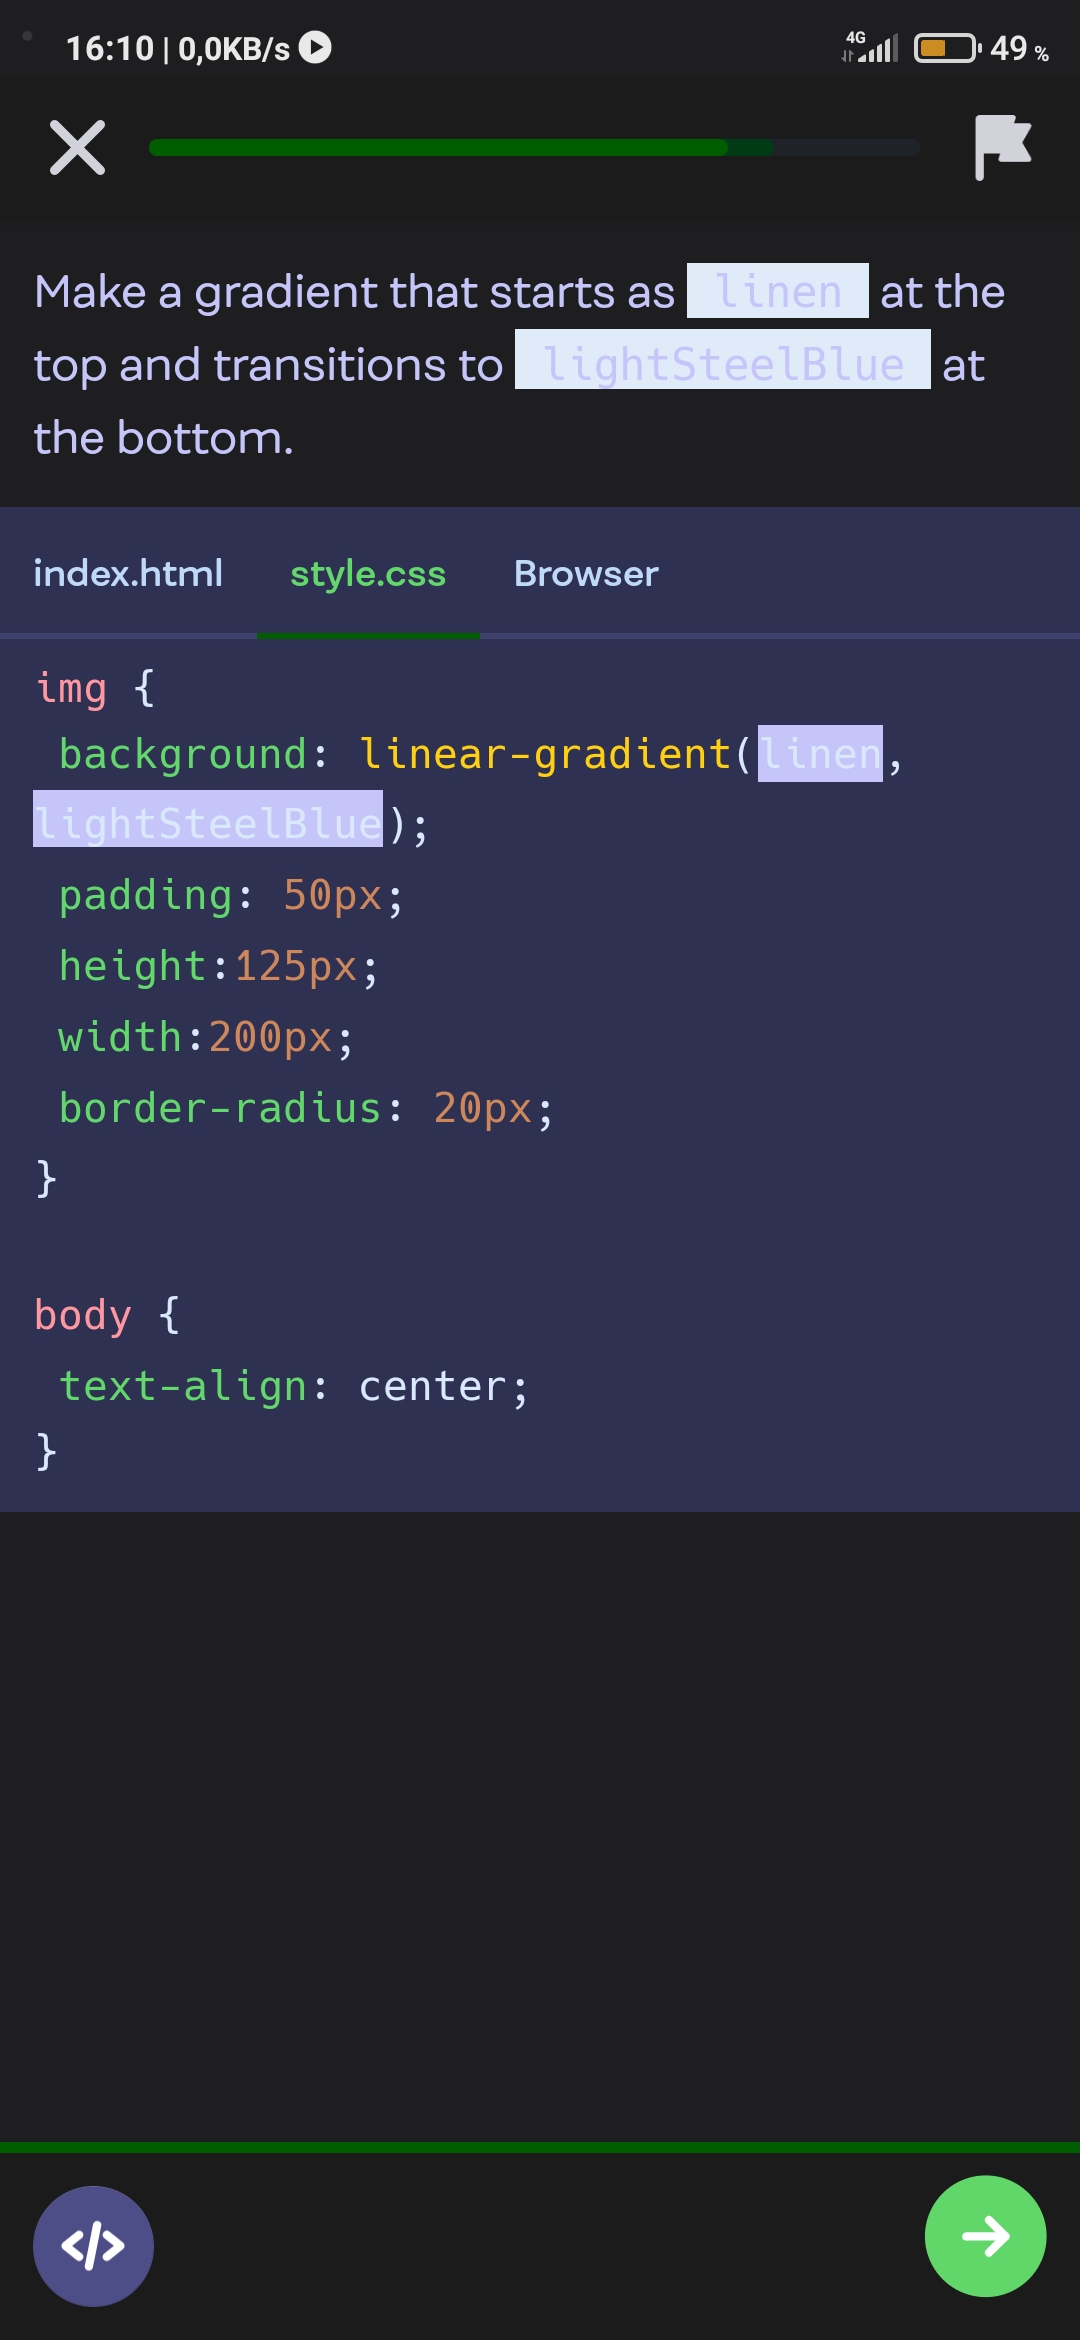 16:10 | 0,0KB/s 4G 49 %
Make a gradient that starts as linen at the
top and transitions to lightSteelBlue at
the bottom.
index.html style.css Browser
img {
background: linear-gradient(linen,
lightSteelBlue);
padding: 50px;
height:125px;
width:200px;
border-radius: 20px;
}
body {
text-align: center;
}